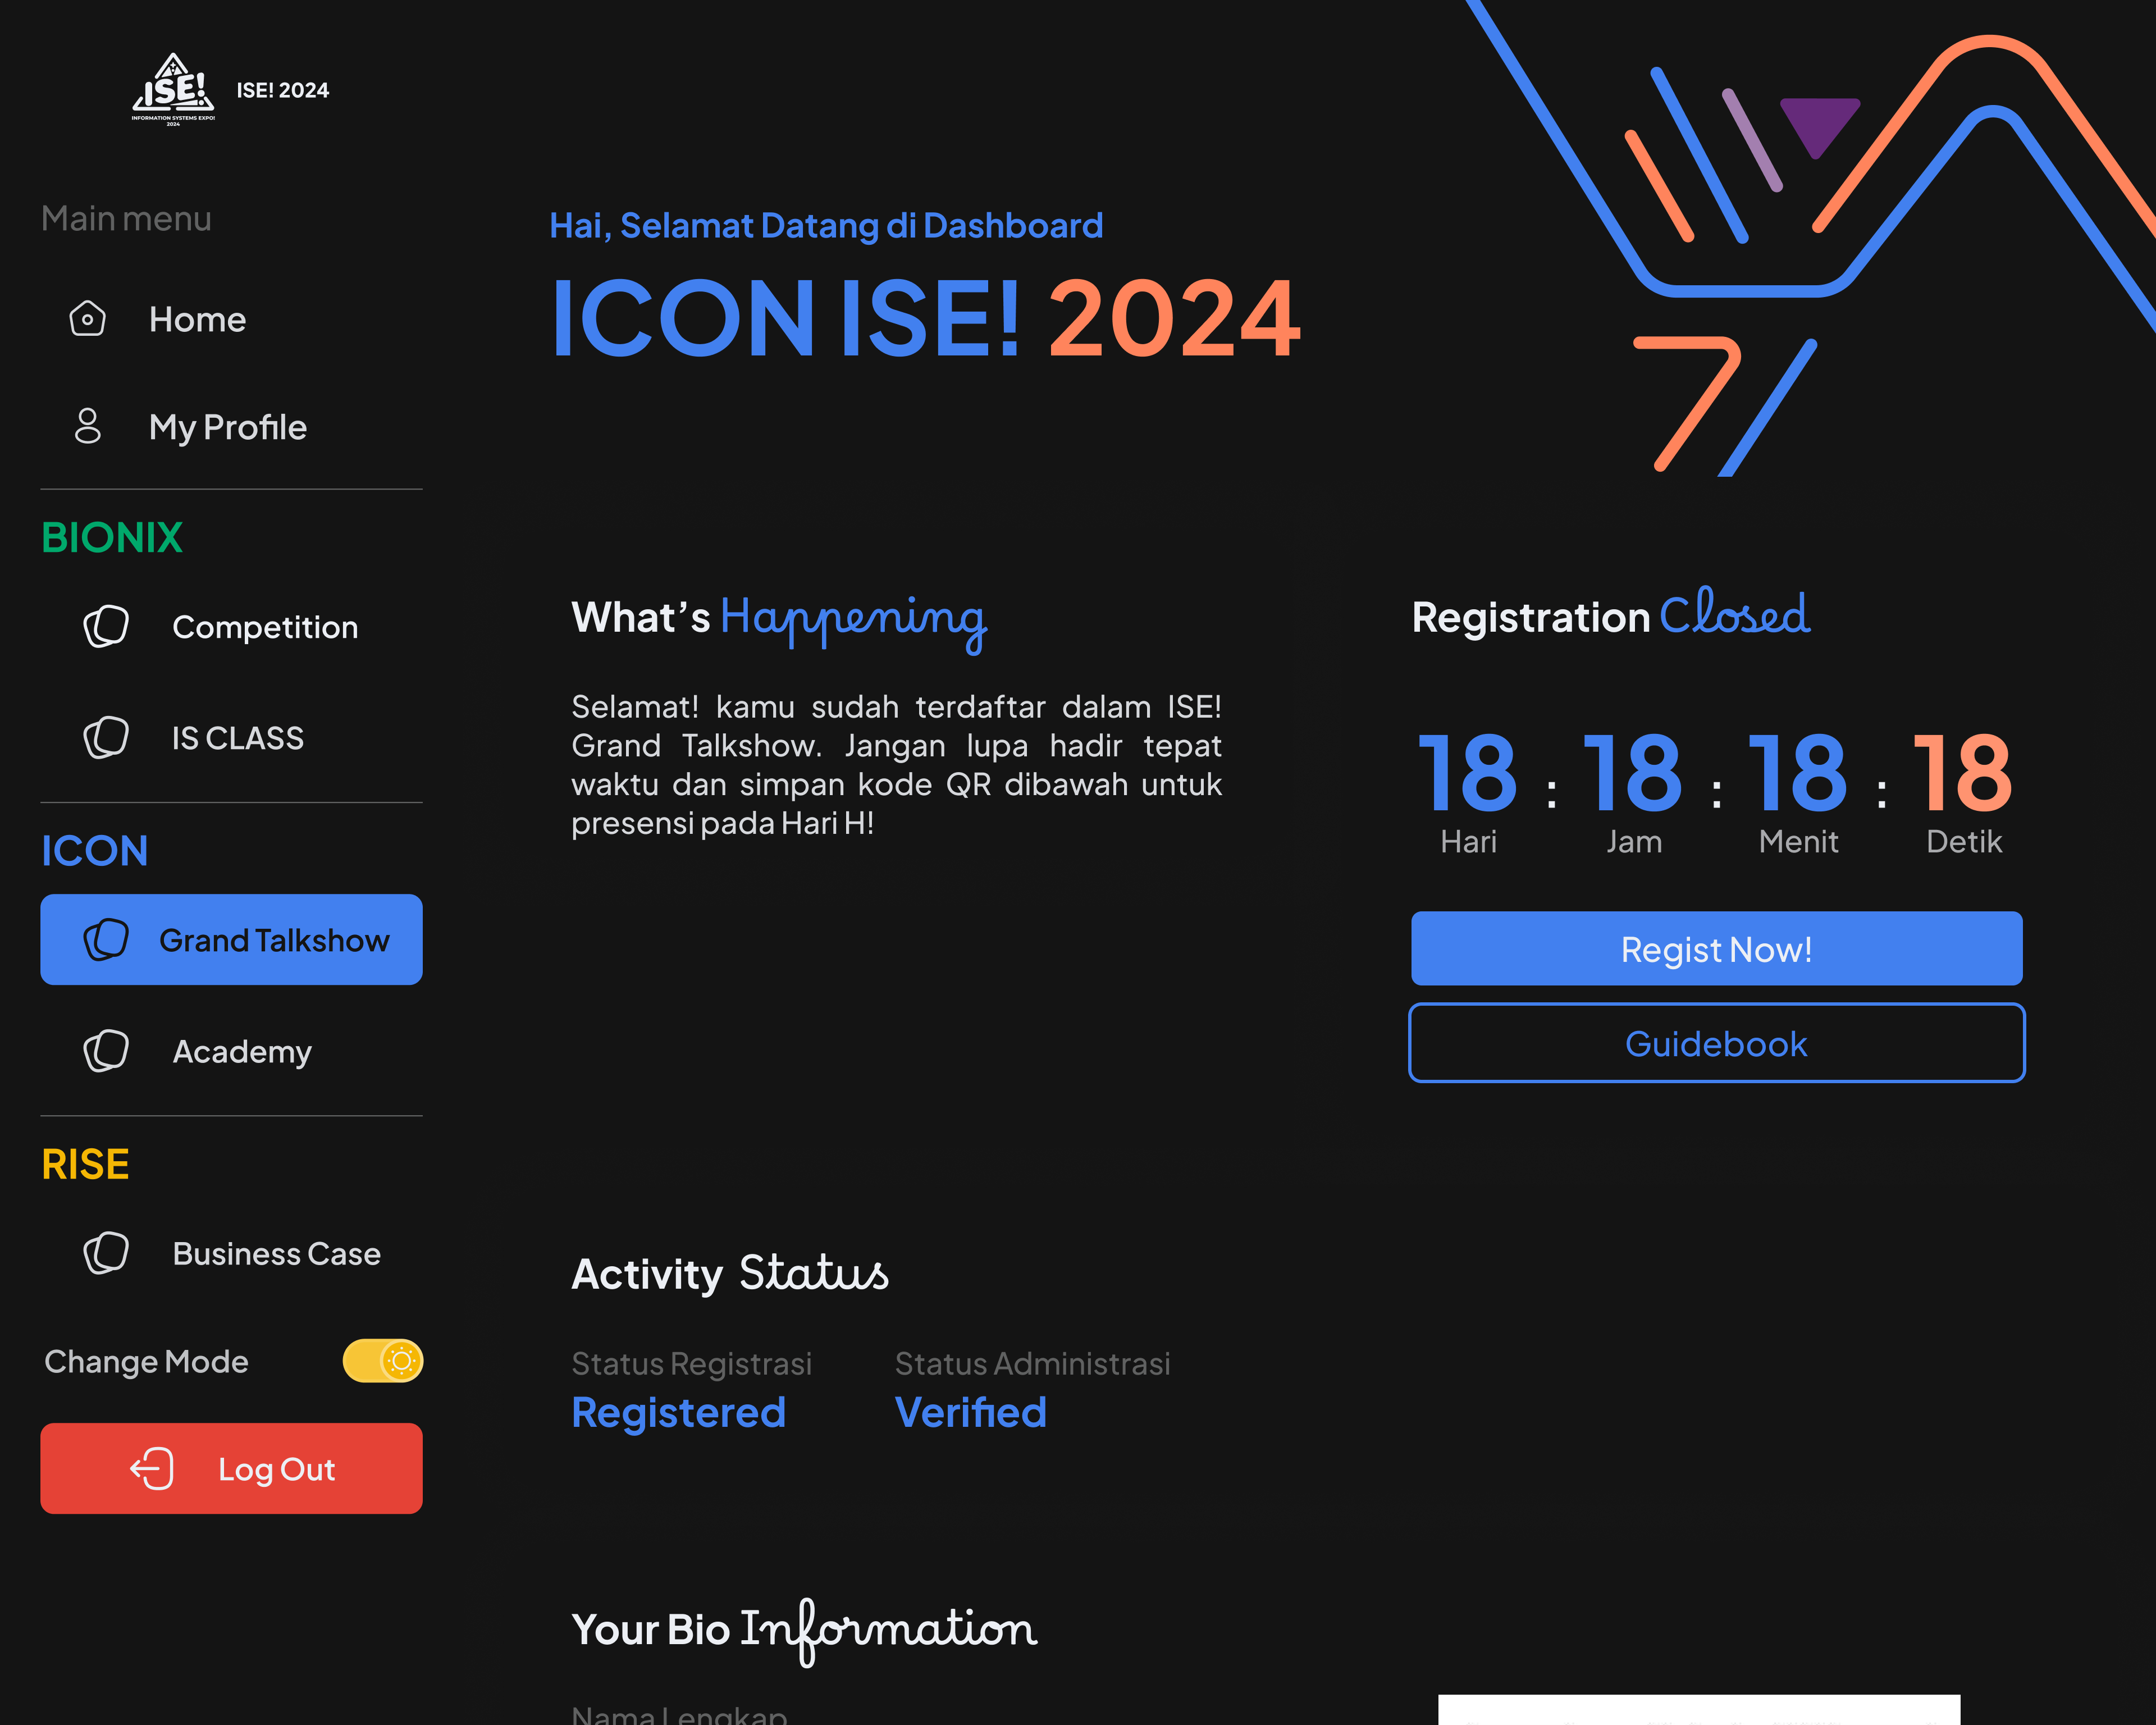 ISE!
INFORMATION SYSTEMS EXPO!
2024
ISE! 2024
Main menu
Home
My Profile
BIONIX
Competition
IS CLASS
ICON
Grand Talkshow
Academy
RISE
Business Case
Change Mode
Log Out
Hai, Selamat Datang di Dashboard
ICON ISE! 2024
What's Happening
Selamat! kamu sudah terdaftar dalam ISE!
Grand Talkshow. Jangan lupa hadir tepat
waktu dan simpan kode QR dibawah untuk
presensi pada Hari H!
Registration Closed
18 : 18 : 18 : 18
Hari Jam Menit Detik
Regist Now!
Guidebook
Activity Status
Status Registrasi Status Administrasi
Registered Verified
Your Bio Information
Nama Lengkap